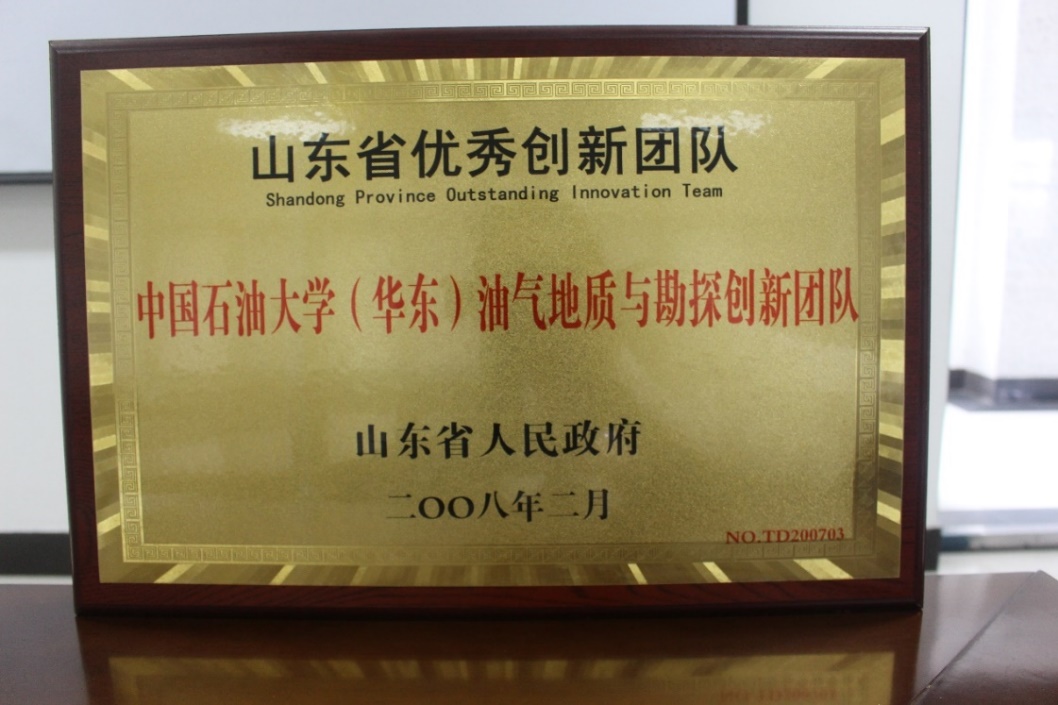 山东省优秀创新团队
Shandong Province Outstanding Innovation Team
中国石油大学（华东）油气地质与勘探创新团队
山东省人民政府
二〇〇八年二月
NO.TD200703